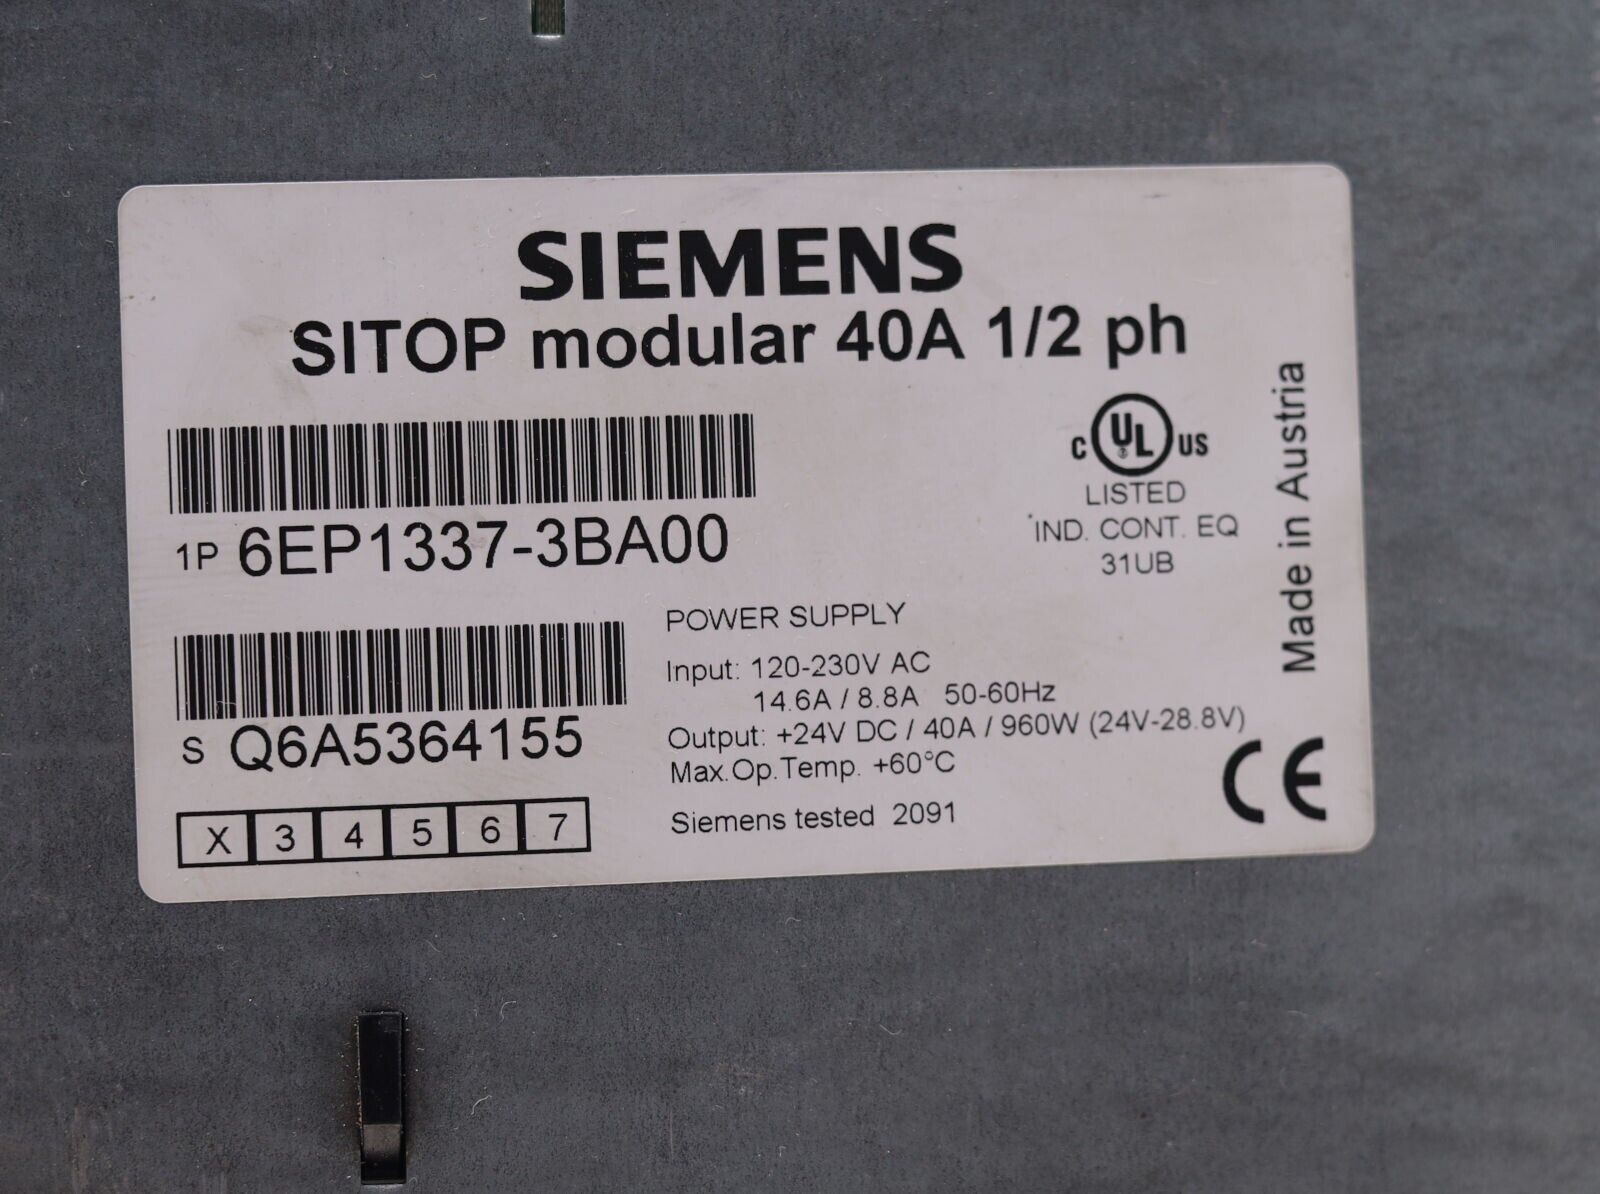 SIEMENS
SITOP modular 40A 1/2 ph
1P 6EP1337-3BA00
C UL US
LISTED
IND. CONT. EQ
31UB
Made in Austria
S Q6A5364155
X 3 4 5 6 7
POWER SUPPLY
Input: 120-230V AC
14.6A / 8.8A 50-60Hz
Output: +24V DC / 40A / 960W (24V-28.8V)
Max.Op.Temp. +60°C
Siemens tested 2091
CE